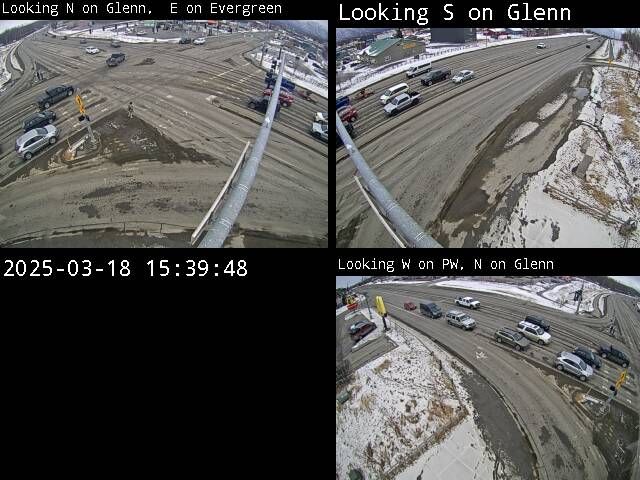 Looking N on Glenn,  E on Evergreen
Looking S on Glenn
2025-03-18 15:39:48
Looking W on PW, N on Glenn